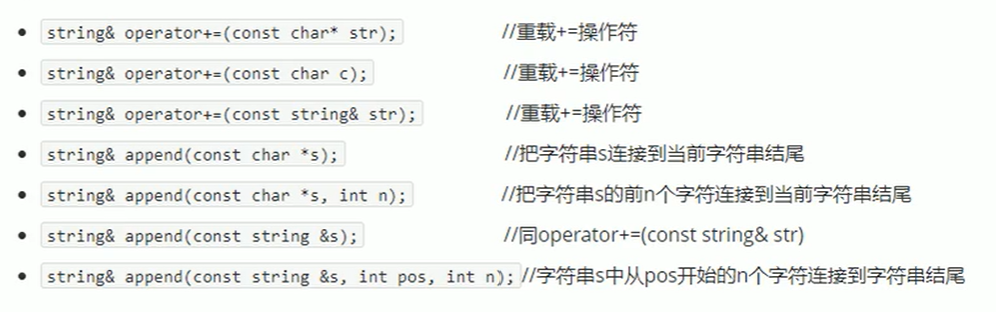 • string& operator+=(const char* str); //重载+=操作符
• string& operator+=(const char c); //重载+=操作符
• string& operator+=(const string& str); //重载+=操作符
• string& append(const char *s); //把字符串s连接到当前字符串结尾
• string& append(const char *s, int n); //把字符串s的前n个字符连接到当前字符串结尾
• string& append(const string &s); //同operator+=(const string& str)
• string& append(const string &s, int pos, int n); //字符串s中从pos开始的n个字符连接到字符串结尾